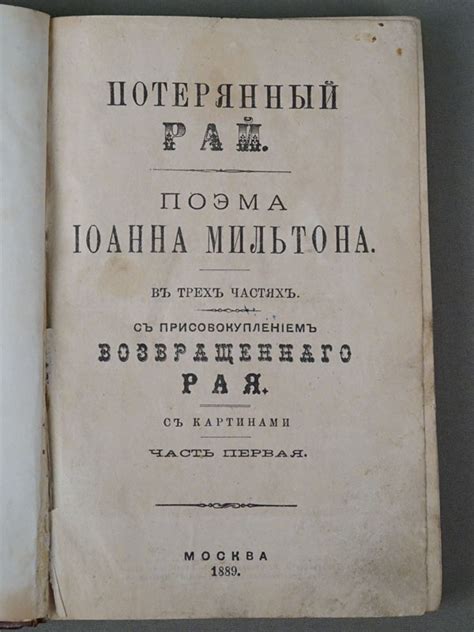 ПОТЕРЯННЫЙ
РАЙ.
ПОЭМА
ІОАННА МИЛЬТОНА.
ВЪ ТРЕХЪ ЧАСТЯХЪ.
СЪ ПРИСОВОКУПЛЕНІЕМЪ
ВОЗВРАЩЕННАГО
РАЯ.
СЪ КАРТИНАМИ
ЧАСТЬ ПЕРВАЯ.
МОСКВА
1889.